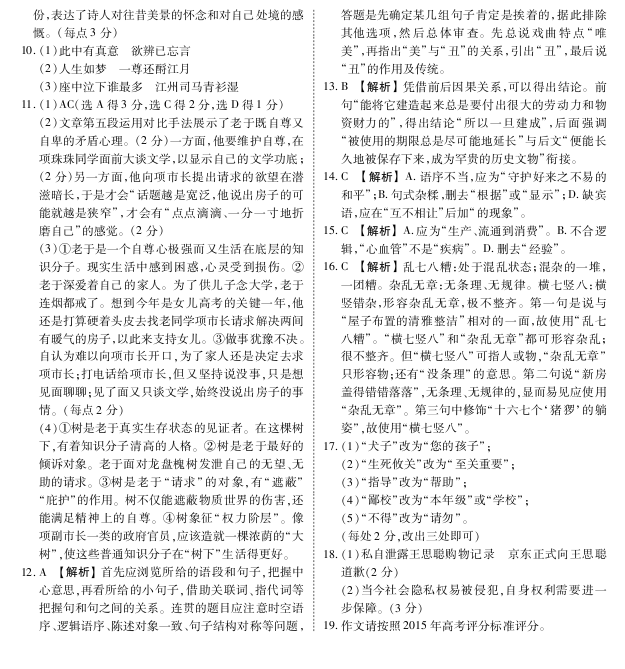 份,表达了诗人对往昔美景的怀念和对自己处境的感
慨。(每点3分)
10. (1)此中有真意　欲辨已忘言
(2)人生如梦　一尊还酹江月
(3)座中泣下谁最多　江州司马青衫湿
11. (1)AC(选A得3分,选C得2分,选D得1分)
(2)文章第五段运用对比手法展示了老于既自尊又
自卑的矛盾心理。(2分)一方面,他要维护自尊,在
项珠珠同学面前大谈文学,以显示自己的文学功底;
(2分)另一方面,他向项市长提出请求的欲望在潜
滋暗长,于是才会“话题越是宽泛,他说出房子的可
能就越是狭窄”,才会有“点点滴滴、一分一寸地折
磨自己”的感觉。(2分)
(3)①老于是一个自尊心极强而又生活在底层的知
识分子。现实生活中感到困惑,心灵受到损伤。②
老于深爱着自己的家人。为了供儿子念大学,老于
连烟都戒了。想到今年是女儿高考的关键一年,他
还是打算硬着头皮去找老同学项市长请求解决两间
有暖气的房子,以此来支持女儿。③做事犹豫不决。
自认为难以向项市长开口,为了家人还是决定去求
项市长;打电话给项市长,但又坚持说没事,只是想
见面聊聊;见了面又只谈文学,始终没说出房子的事
情。(每点2分)
(4)①树是老于真实生存状态的见证者。在这棵树
下,有着知识分子清高的人格。②树是老于最好的
倾诉对象。老于面对龙盘槐树发泄自己的无望、无
助的请求。③树是老于“请求”的对象,有“遮蔽”
“庇护”的作用。树不仅能遮蔽物质世界的伤害,还
能满足精神上的自尊。④树象征“权力阶层”。像
项副市长一类的政府官员,应该造就一棵浓荫的“大
树”,使这些普通知识分子在“树下”生活得更好。
12. A 【解析】首先应浏览所给的语段和句子,把握中
心意思,再看所给的小句子,借助关联词、指代词等
把握句和句之间的关系。连贯的题目应注意时空语
序、逻辑语序、陈述对象一致、句子结构对称等问题,
答题是先确定某几组句子肯定是挨着的,据此排除
其他选项,然后总体审查。先总说戏曲特点“唯
美”,再指出“美”与“丑”的关系,引出“丑”,最后说
“丑”的作用及传统。
13. B 【解析】凭借前后因果关系,可以得出结论。前
句“能将它建造起来总是要付出很大的劳动力和物
资财力的”,得出结论“所以一旦建成”,后面强调
“被使用的期限总是尽可能地延长”与后文“便能长
久地被保存下来,成为罕贵的历史文物”衔接。
14. C 【解析】A. 语序不当,应为“守护好来之不易的
和平”;B. 句式杂糅,删去“根据”或“显示”;D. 缺宾
语,应在“互不相让”后加“的现象”。
15. C 【解析】A. 应为“生产、流通到消费”。B. 不合逻
辑,“心血管”不是“疾病”。D. 删去“经验”。
16. C 【解析】乱七八糟:处于混乱状态;混杂的一堆,
一团糟。杂乱无章:无条理、无规律。横七竖八:横
竖错杂,形容杂乱无章,极不整齐。第一句是说与
“屋子布置的清雅整洁”相对的一面,故使用“乱七
八糟”。“横七竖八”和“杂乱无章”都可形容杂乱;
很不整齐。但“横七竖八”可指人或物,“杂乱无章”
只形容物;还有“没条理”的意思。第二句说“新房
盖得错错落落”,无条理、无规律的,显而易见应使用
“杂乱无章”。第三句中修饰“十六七个‘猪猡’的躺
姿”,故使用“横七竖八”。
17. (1)“犬子”改为“您的孩子”;
(2)“生死攸关”改为“至关重要”;
(3)“指导”改为“帮助”;
(4)“鄙校”改为“本年级”或“学校”;
(5)“不得”改为“请勿”。
(每处2分,改出三处即可)
18. (1)私自泄露王思聪购物记录　京东正式向王思聪
道歉(2分)
(2)当今社会隐私权易被侵犯,自身权利需要进一
步保障。(3分)
19. 作文请按照2015年高考评分标准评分。